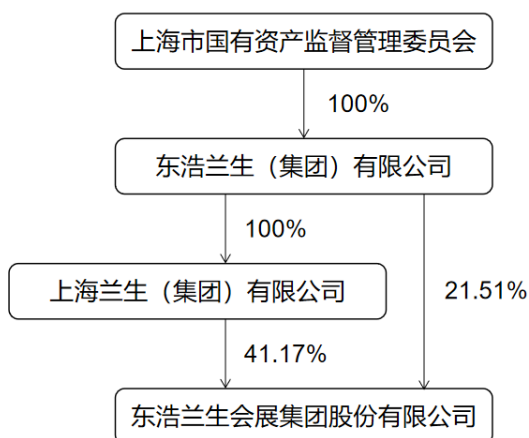 上海市国有资产监督管理委员会
100%
东浩兰生（集团）有限公司
100%
上海兰生（集团）有限公司
21.51%
41.17%
东浩兰生会展集团股份有限公司